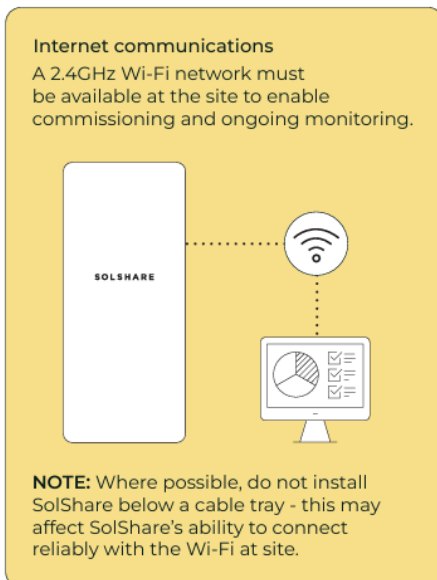 Internet communications
A 2.4GHz Wi-Fi network must
be available at the site to enable
commissioning and ongoing monitoring.
SOLSHARE
NOTE: Where possible, do not install
SolShare below a cable tray - this may
affect SolShare's ability to connect
reliably with the Wi-Fi at site.